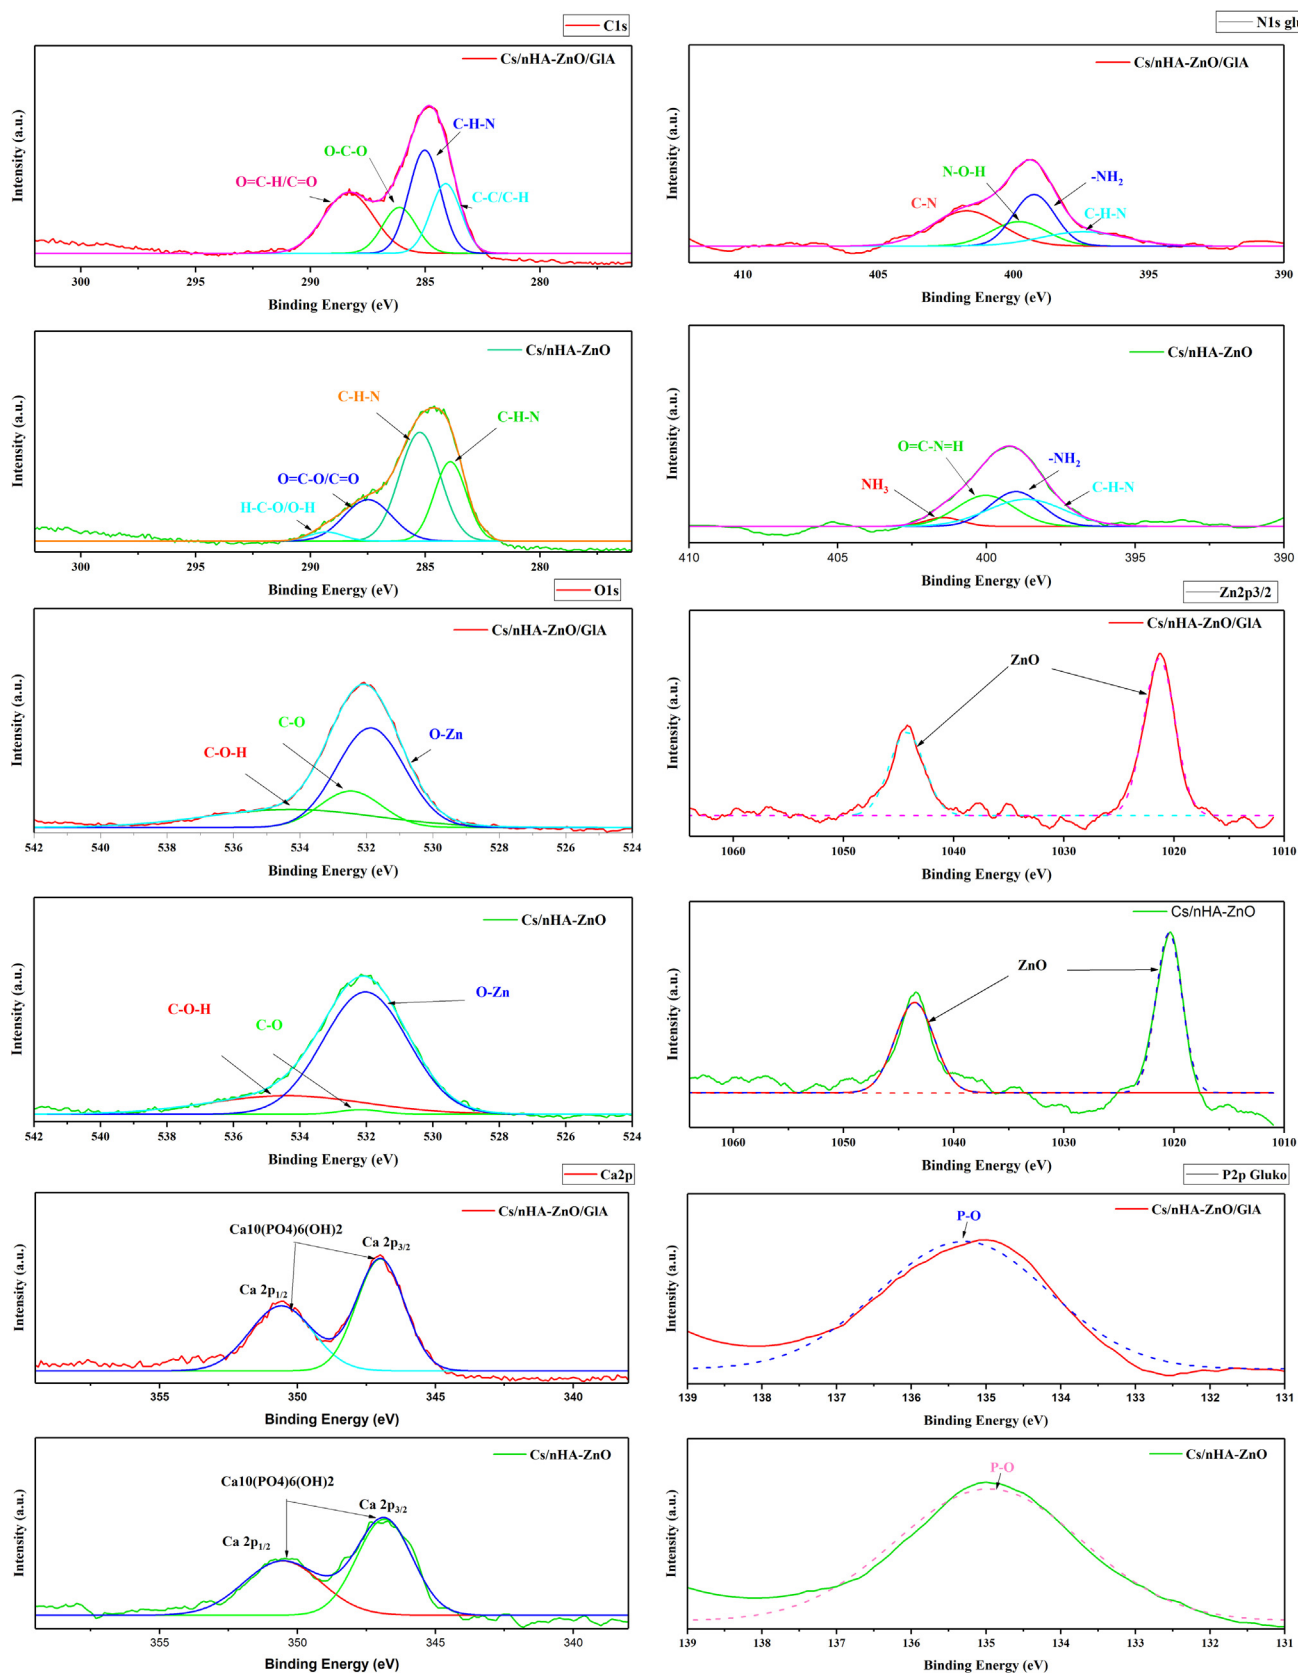 C1s
Cs/nHA-ZnO/GlA
C-H-N
O-C-O
O=C-H/C=O
C-C/C-H
Intensity (a.u.)
300 295 290 285 280
Binding Energy (eV)
N1s glu
Cs/nHA-ZnO/GlA
N-O-H
-NH2
C-N
C-H-N
Intensity (a.u.)
410 405 400 395 390
Binding Energy (eV)
Cs/nHA-ZnO
C-H-N
C-H-N
O=C-O/C=O
H-C-O/O-H
Intensity (a.u.)
300 295 290 285 280
Binding Energy (eV)
Cs/nHA-ZnO
O=C-N=H
-NH2
NH3
C-H-N
Intensity (a.u.)
410 405 400 395 390
Binding Energy (eV)
O1s
Cs/nHA-ZnO/GlA
C-O
O-Zn
C-O-H
Intensity (a.u.)
542 540 538 536 534 532 530 528 526 524
Binding Energy (eV)
Zn2p3/2
Cs/nHA-ZnO/GlA
ZnO
Intensity (a.u.)
1060 1050 1040 1030 1020 1010
Binding Energy (eV)
Cs/nHA-ZnO
O-Zn
C-O-H
C-O
Intensity (a.u.)
542 540 538 536 534 532 530 528 526 524
Binding Energy (eV)
Cs/nHA-ZnO
ZnO
Intensity (a.u.)
1060 1050 1040 1030 1020 1010
Binding Energy (eV)
Ca2p
Cs/nHA-ZnO/GlA
Ca10(PO4)6(OH)2
Ca 2p3/2
Ca 2p1/2
Intensity (a.u.)
355 350 345 340
Binding Energy (eV)
P2p Gluko
Cs/nHA-ZnO/GlA
P-O
Intensity (a.u.)
139 138 137 136 135 134 133 132 131
Binding Energy (eV)
Cs/nHA-ZnO
Ca10(PO4)6(OH)2
Ca 2p3/2
Ca 2p1/2
Intensity (a.u.)
355 350 345 340
Binding Energy (eV)
Cs/nHA-ZnO
P-O
Intensity (a.u.)
139 138 137 136 135 134 133 132 131
Binding Energy (eV)